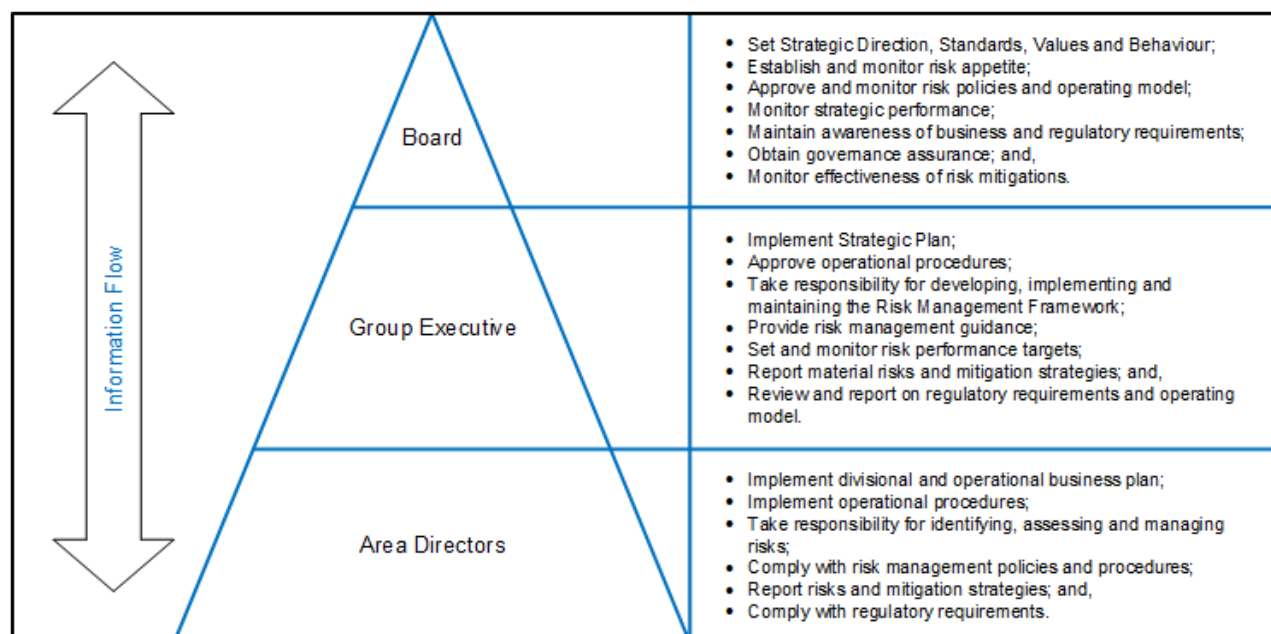 Information Flow
Board
• Set Strategic Direction, Standards, Values and Behaviour;
• Establish and monitor risk appetite;
• Approve and monitor risk policies and operating model;
• Monitor strategic performance;
• Maintain awareness of business and regulatory requirements;
• Obtain governance assurance; and,
• Monitor effectiveness of risk mitigations.
Group Executive
• Implement Strategic Plan;
• Approve operational procedures;
• Take responsibility for developing, implementing and
maintaining the Risk Management Framework;
• Provide risk management guidance;
• Set and monitor risk performance targets;
• Report material risks and mitigation strategies; and,
• Review and report on regulatory requirements and operating
model.
Area Directors
• Implement divisional and operational business plan;
• Implement operational procedures;
• Take responsibility for identifying, assessing and managing
risks;
• Comply with risk management policies and procedures;
• Report risks and mitigation strategies; and,
• Comply with regulatory requirements.